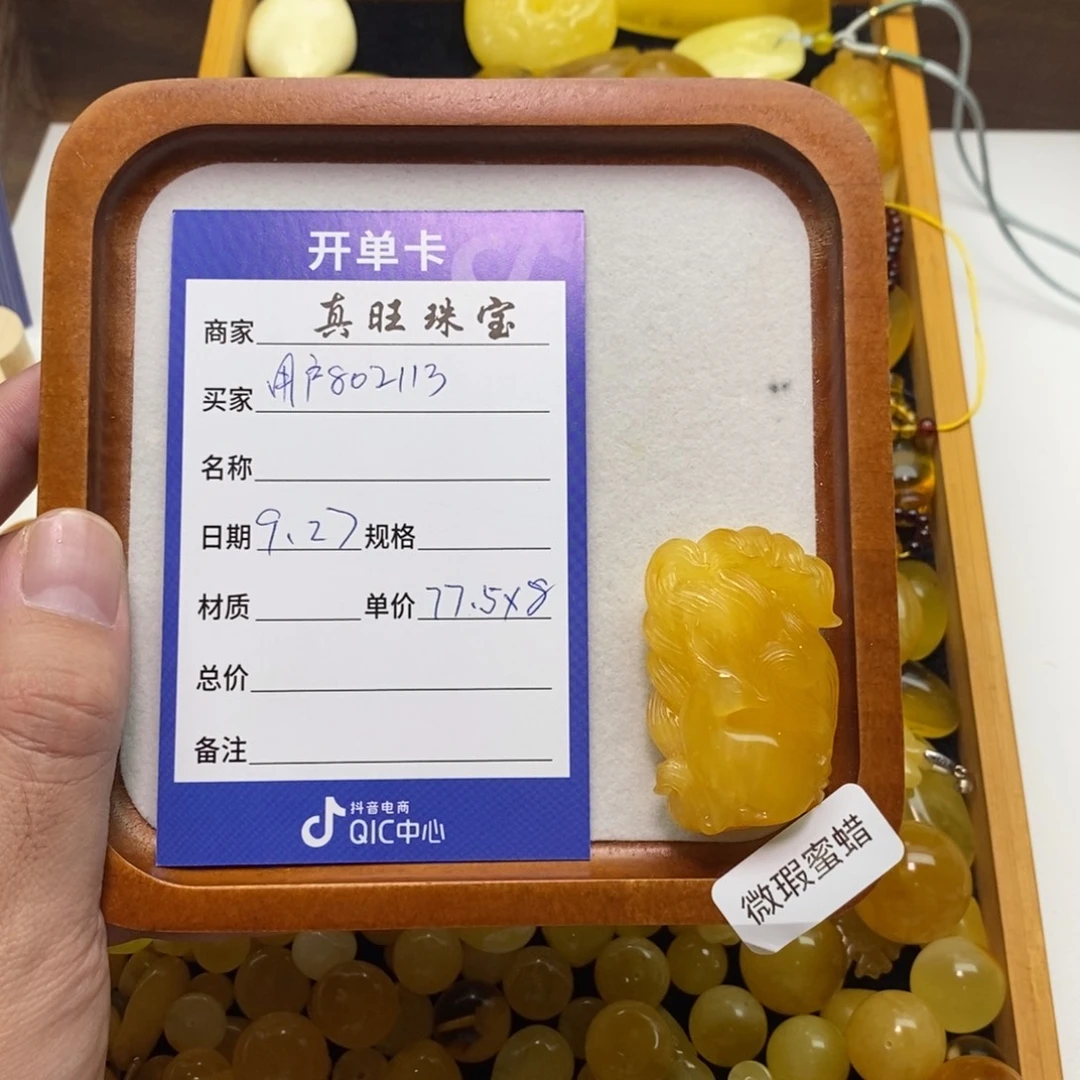 开单卡
商家 真旺珠宝
买家 用户802113
名称
日期 9.27 规格
材质 单价 77.5x8
总价
备注
抖音电商
QIC中心
微瑕蜜蜡